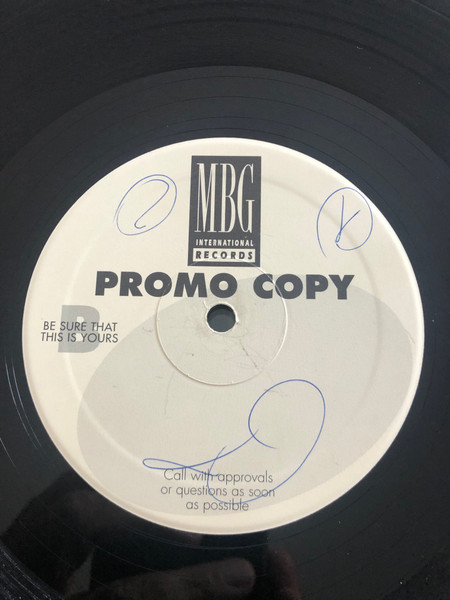 MBG
INTERNATIONAL
RECORDS
PROMO COPY
B
BE SURE THAT
THIS IS YOURS
Call with approvals
or questions as soon
as possible